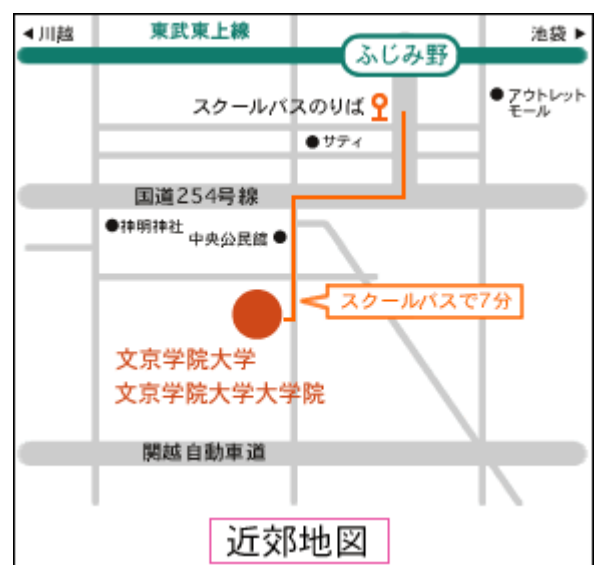 ◀川越
東武東上線
池袋▶
ふじみ野
スクールバスのりば
●アウトレット
モール
●サティ
国道254号線
●神明神社
中央公民館●
スクールバスで7分
文京学院大学
文京学院大学大学院
関越自動車道
近郊地図